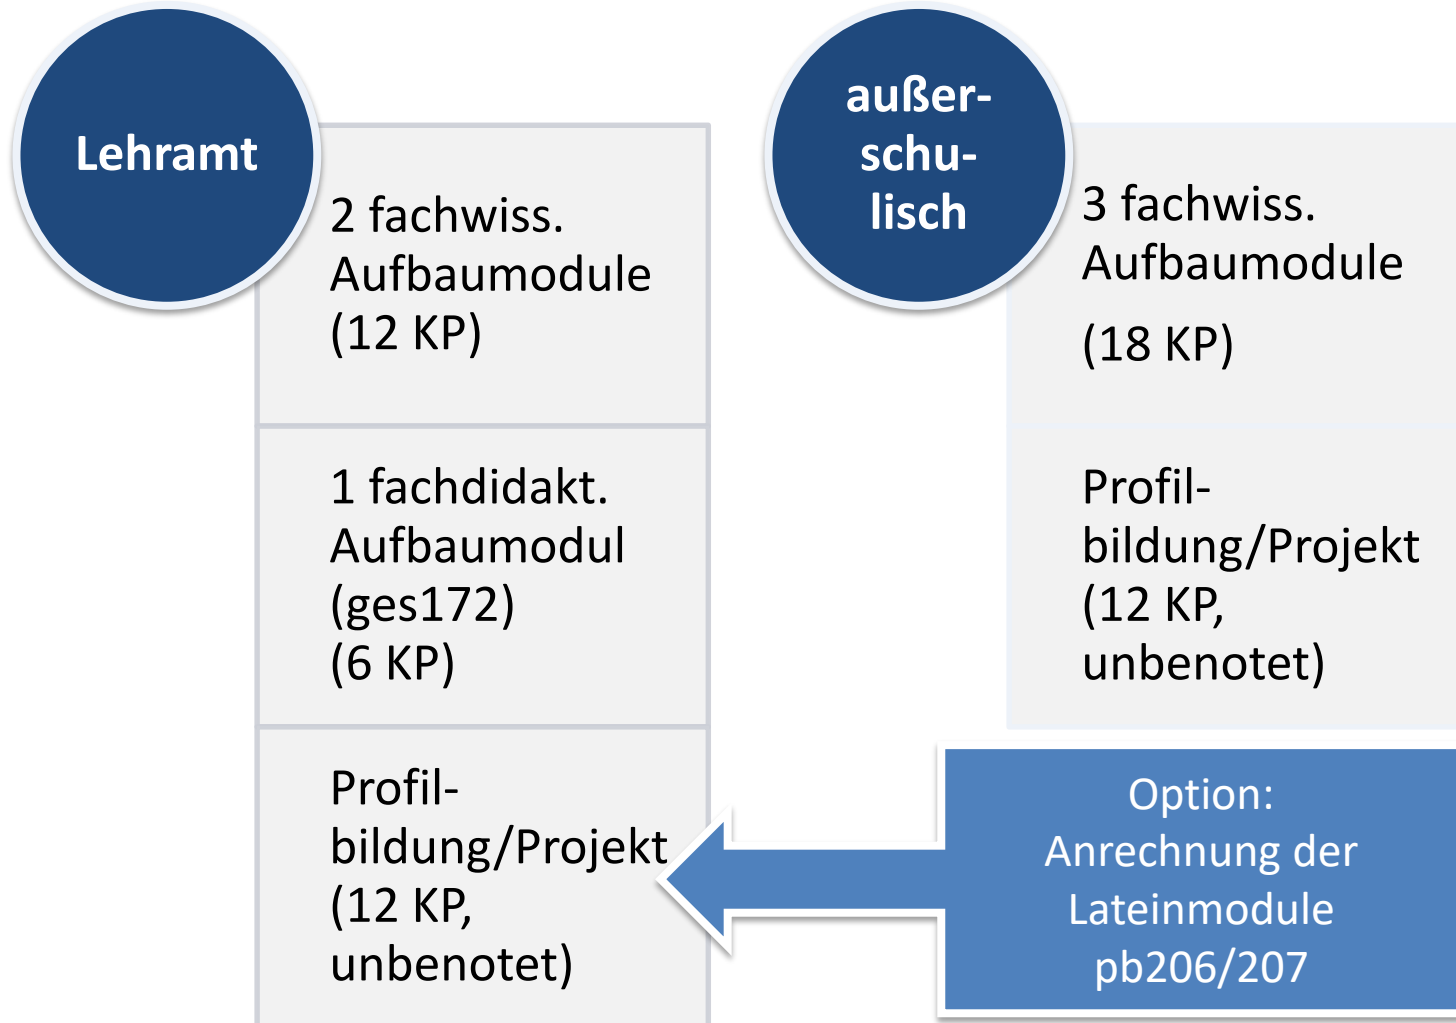 Lehramt
2 fachwiss.
Aufbaumodule
(12 KP)
1 fachdidakt.
Aufbaumodul
(ges172)
(6 KP)
Profil-
bildung/Projekt
(12 KP,
unbenotet)
außer-
schu-
lisch
3 fachwiss.
Aufbaumodule
(18 KP)
Profil-
bildung/Projekt
(12 KP,
unbenotet)
Option:
Anrechnung der
Lateinmodule
pb206/207